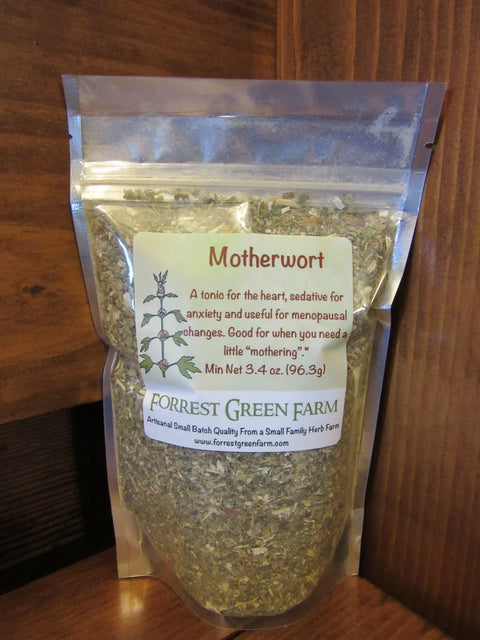 Motherwort
A tonic for the heart, sedative for
anxiety and useful for menopausal
changes. Good for when you need a
little "mothering".*
Min Net 3.4 oz. (96.3g)
FORREST GREEN FARM
Artisanal Small Batch Quality From a Small Family Herb Farm
www.forrestgreenfarm.com